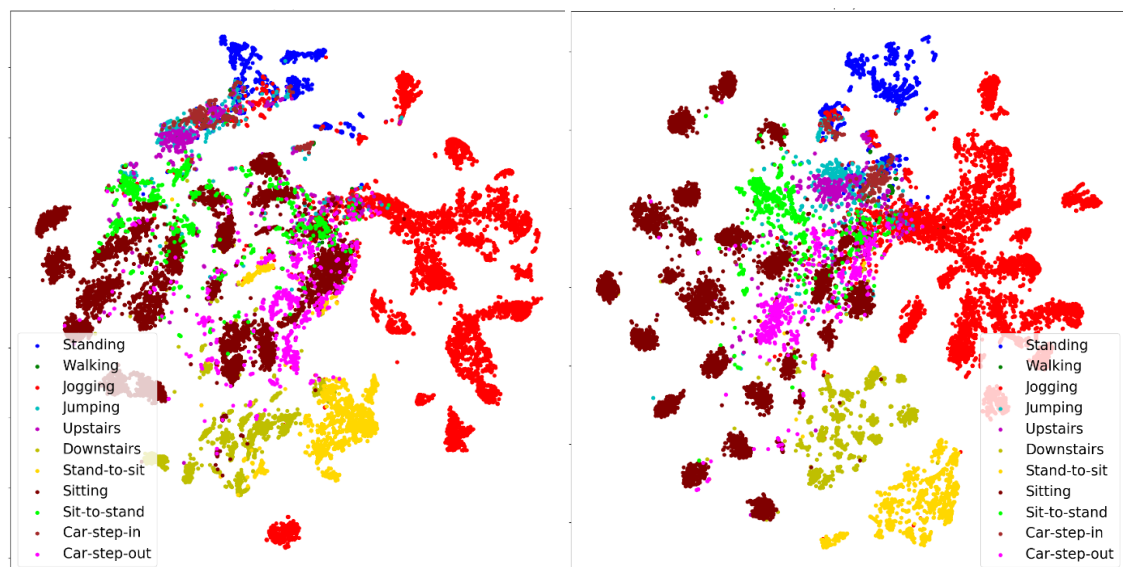 Standing
Walking
Jogging
Jumping
Upstairs
Downstairs
Stand-to-sit
Sitting
Sit-to-stand
Car-step-in
Car-step-out
Standing
Walking
Jogging
Jumping
Upstairs
Downstairs
Stand-to-sit
Sitting
Sit-to-stand
Car-step-in
Car-step-out